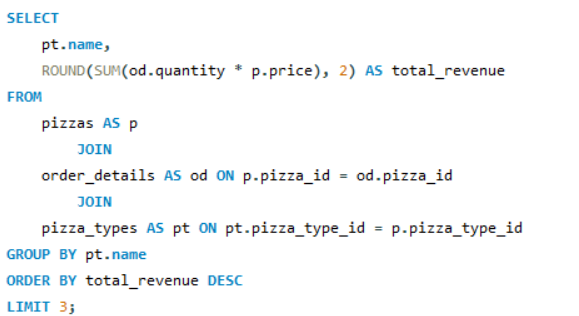 SELECT
    pt.name,
    ROUND(SUM(od.quantity * p.price), 2) AS total_revenue
FROM
    pizzas AS p
        JOIN
    order_details AS od ON p.pizza_id = od.pizza_id
        JOIN
    pizza_types AS pt ON pt.pizza_type_id = p.pizza_type_id
GROUP BY pt.name
ORDER BY total_revenue DESC
LIMIT 3;